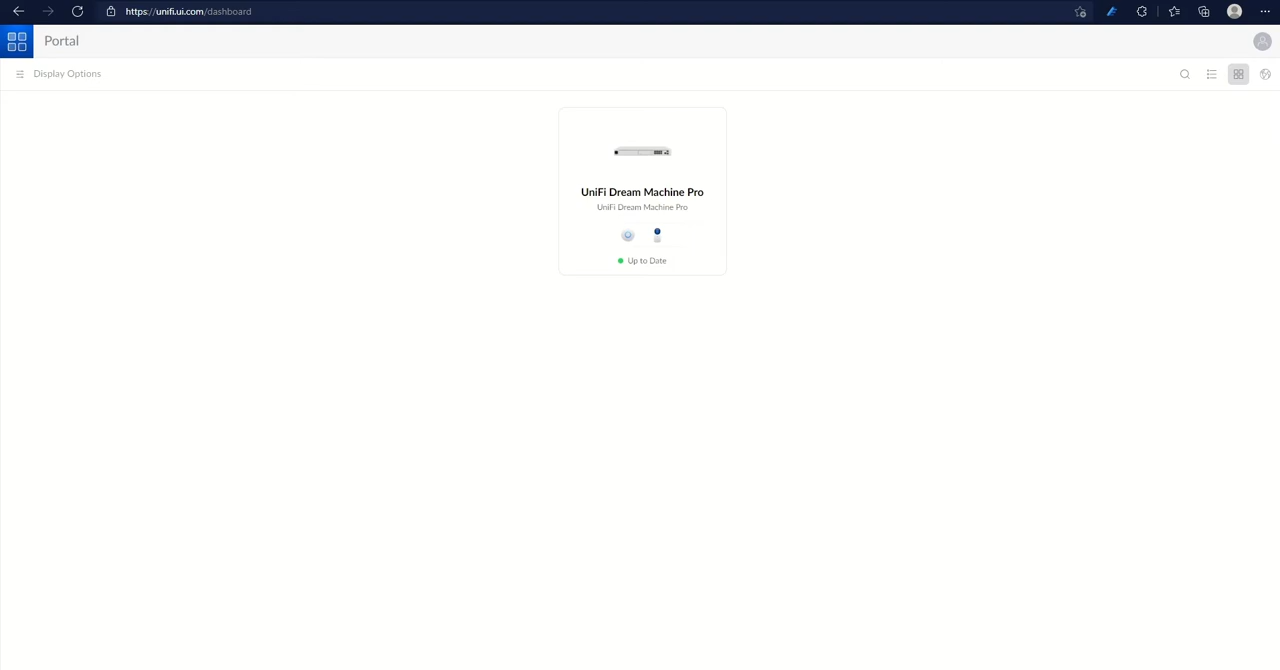 https://unifi.ui.com/dashboard
Portal
Display Options
UniFi Dream Machine Pro
UniFi Dream Machine Pro
Up to Date